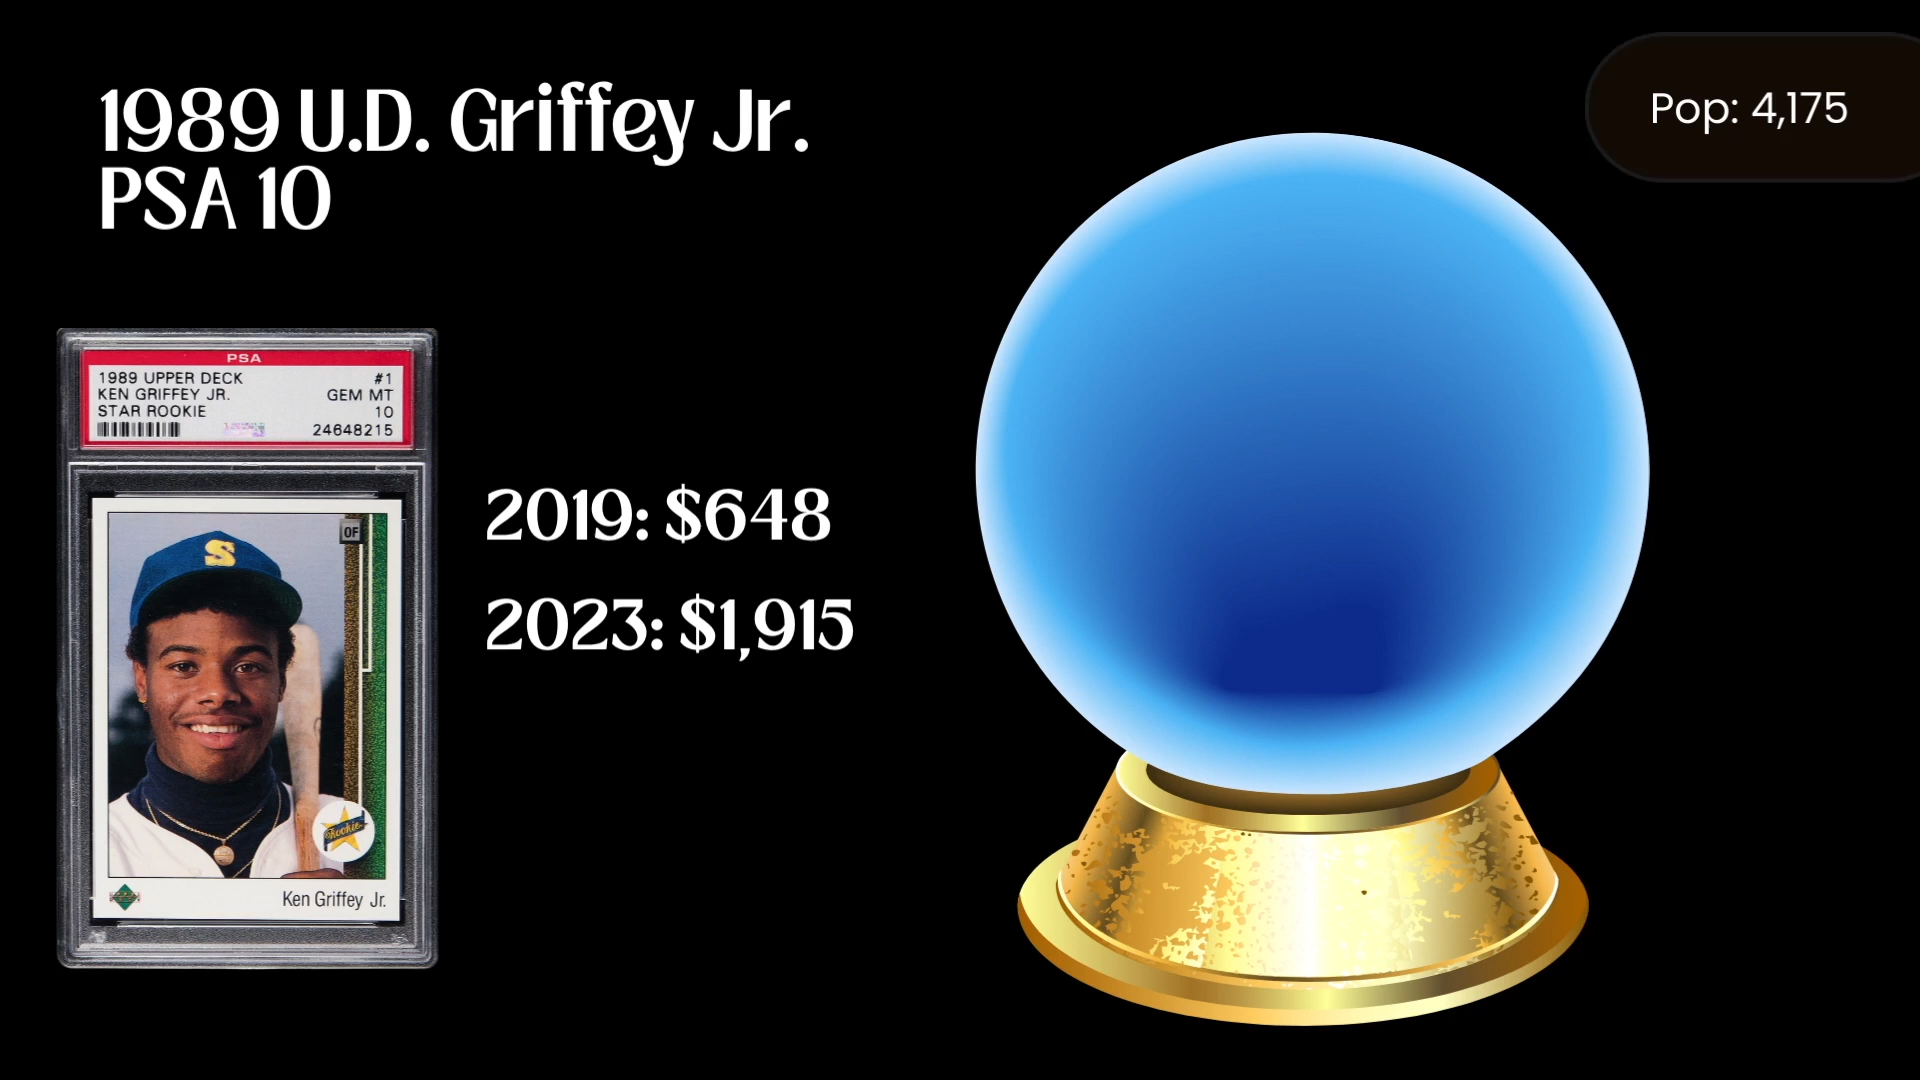 1989 U.D. Griffey Jr.
PSA 10
Pop: 4,175
PSA
1989 UPPER DECK #1
KEN GRIFFEY JR. GEM MT
STAR ROOKIE 10
24648215
OF
S
2019: $648
2023: $1,915
Rookie
Ken Griffey Jr.